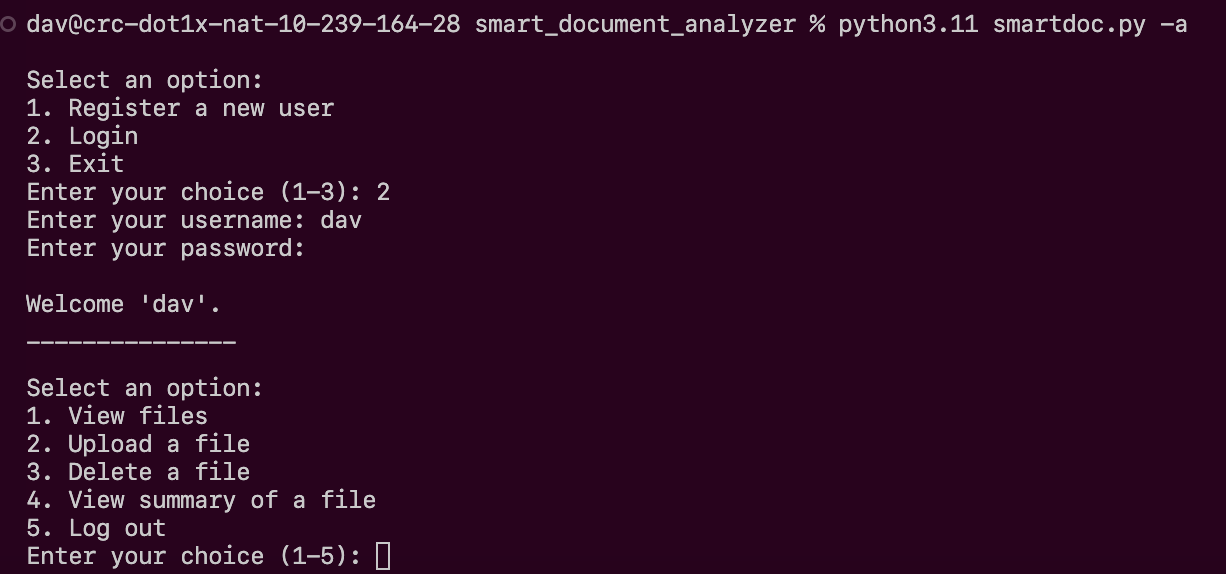 dav@crc-dot1x-nat-10-239-164-28 smart_document_analyzer % python3.11 smartdoc.py -a
Select an option:
1. Register a new user
2. Login
3. Exit
Enter your choice (1-3): 2
Enter your username: dav
Enter your password:
Welcome 'dav'.
_______________
Select an option:
1. View files
2. Upload a file
3. Delete a file
4. View summary of a file
5. Log out
Enter your choice (1-5):